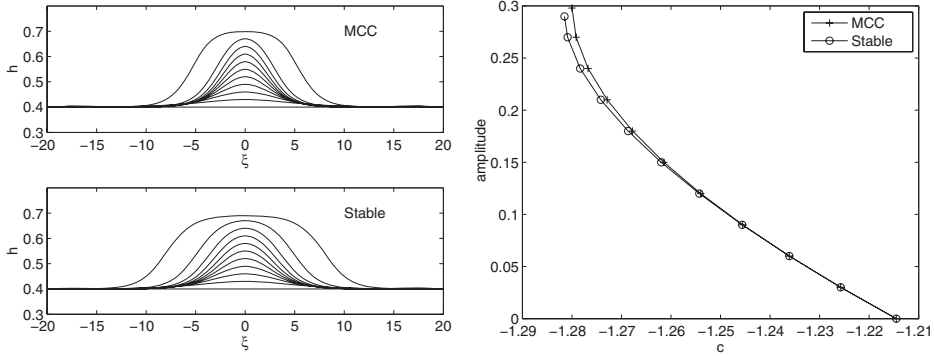 0.7
0.6
0.5
0.4
0.3
h
MCC
−20 −15 −10 −5 0 5 10 15 20
ξ
0.7
0.6
0.5
0.4
0.3
h
Stable
−20 −15 −10 −5 0 5 10 15 20
ξ
0.3
0.25
0.2
0.15
0.1
0.05
0
amplitude
MCC
Stable
−1.29 −1.28 −1.27 −1.26 −1.25 −1.24 −1.23 −1.22 −1.21
c